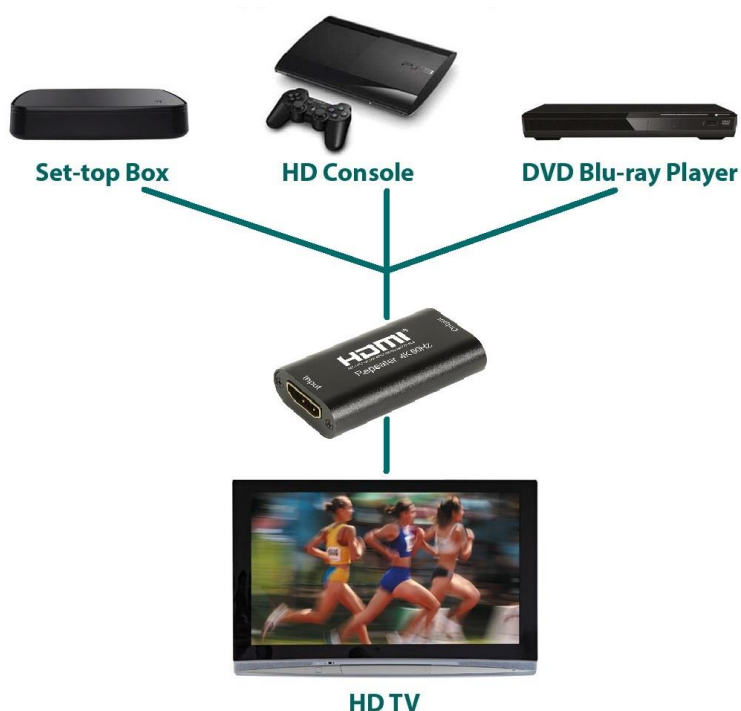 Set-top Box
HD Console
DVD Blu-ray Player
HDMI®
Repeater 4K60Hz
Input
Output
HD TV